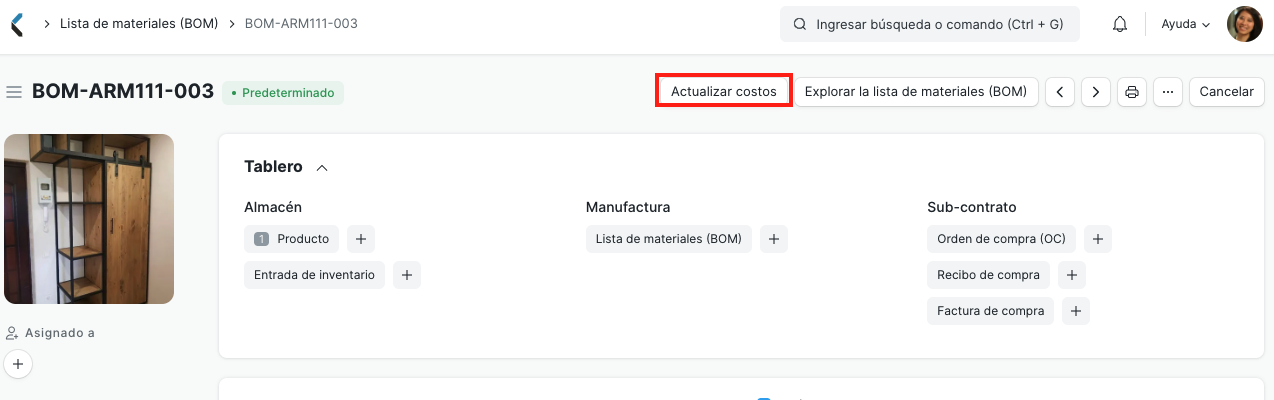 Lista de materiales (BOM) BOM-ARM111-003 Ingresar búsqueda o comando (Ctrl + G) Ayuda
BOM-ARM111-003 Predeterminado Actualizar costos Explorar la lista de materiales (BOM) Cancelar
Tablero
Almacén Manufactura Sub-contrato
1 Producto + Lista de materiales (BOM) + Orden de compra (OC) +
Entrada de inventario + Recibo de compra +
Factura de compra +
Asignado a
+